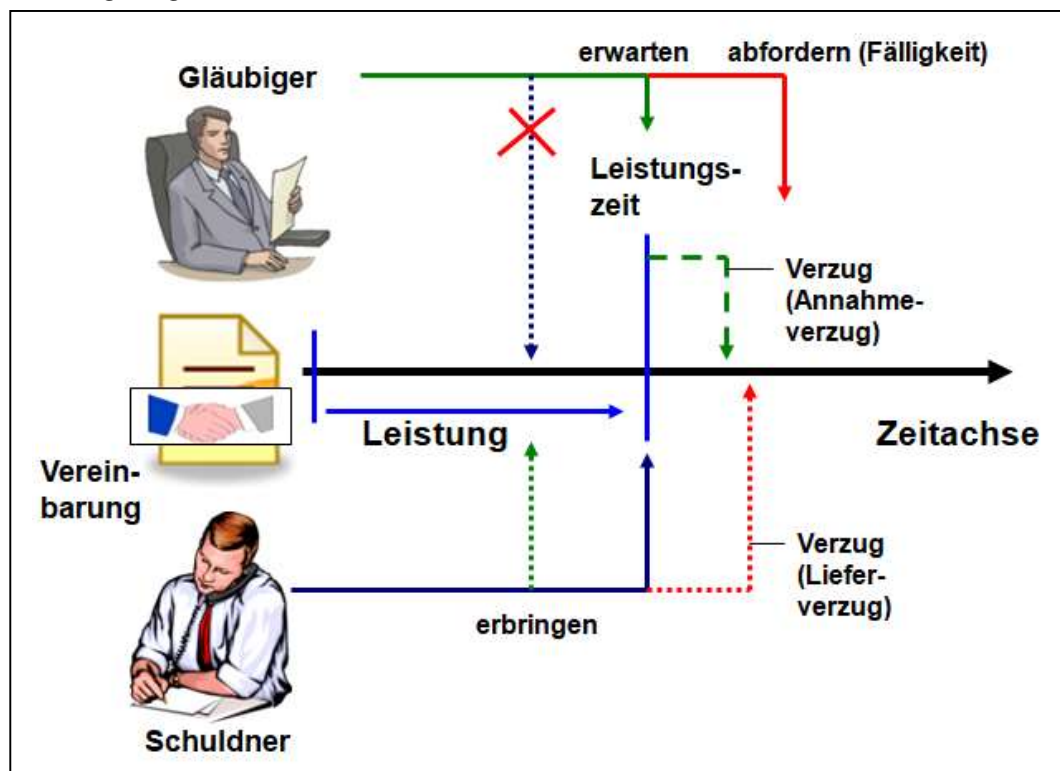 erwarten
abfordern (Fälligkeit)
Gläubiger
Leistungs-
zeit
Verzug
(Annahme-
verzug)
Leistung
Zeitachse
Verein-
barung
Verzug
(Liefer-
verzug)
erbringen
Schuldner